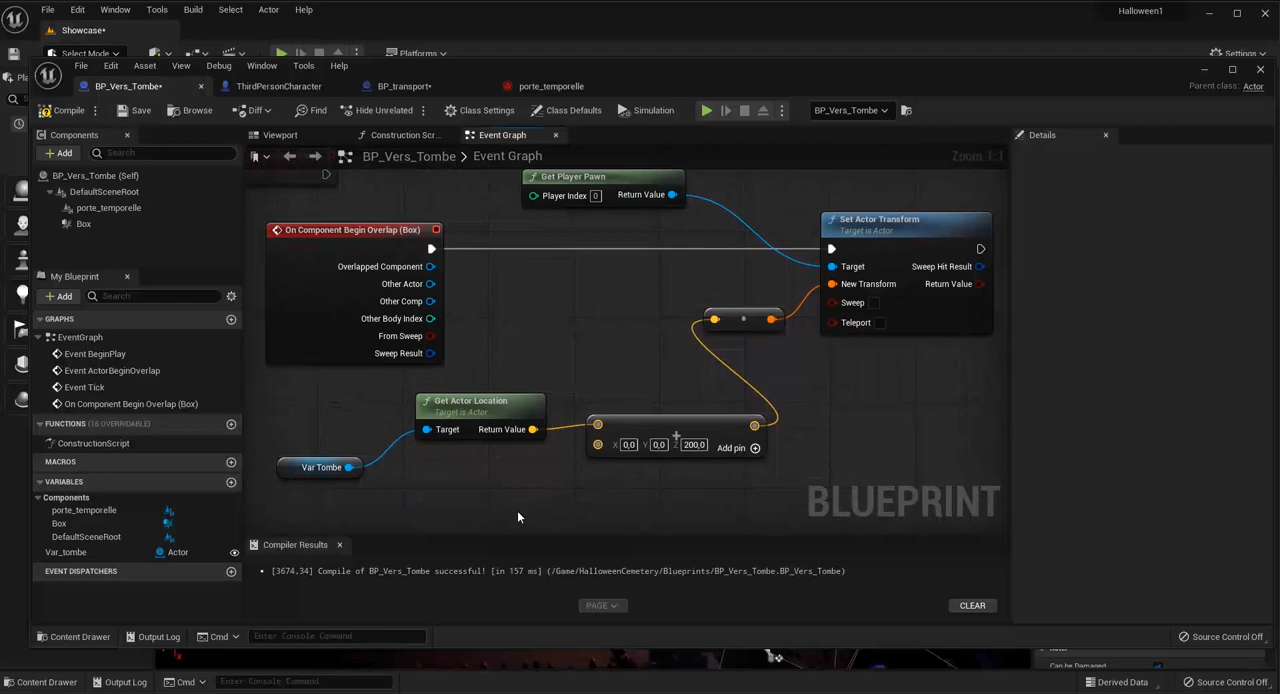 File Edit Window Tools Build Select Actor Help
Halloween1
Showcase*
Select Mode
Platforms
Settings
File Edit Asset View Debug Window Tools Help
BP_Vers_Tombe*
ThirdPersonCharacter
BP_transport*
porte_temporelle
Parent class: Actor
Compile
Save
Browse
Diff
Find
Hide Unrelated
Class Settings
Class Defaults
Simulation
BP_Vers_Tombe
Components
Viewport
Construction Scr...
Event Graph
Details
Add
Search
BP_Vers_Tombe > Event Graph
Zoom 1:1
BP_Vers_Tombe (Self)
DefaultSceneRoot
porte_temporelle
Box
Get Player Pawn
Player Index 0 Return Value
Set Actor Transform
Target is Actor
On Component Begin Overlap (Box)
Overlapped Component
Other Actor
Other Comp
Other Body Index
From Sweep
Sweep Result
Target
Sweep Hit Result
New Transform
Return Value
Sweep
Teleport
My Blueprint
Add
Search
GRAPHS
EventGraph
Event BeginPlay
Event ActorBeginOverlap
Event Tick
On Component Begin Overlap (Box)
FUNCTIONS (18 OVERRIDABLE)
ConstructionScript
MACROS
VARIABLES
Components
porte_temporelle
Box
DefaultSceneRoot
Var_tombe
Actor
EVENT DISPATCHERS
Get Actor Location
Target is Actor
Target Return Value
Var Tombe
X 0,0 Y 0,0 Z 200,0 Add pin
BLUEPRINT
Compiler Results
[3674,34] Compile of BP_Vers_Tombe successful! [in 157 ms] (/Game/HalloweenCemetery/Blueprints/BP_Vers_Tombe.BP_Vers_Tombe)
PAGE
CLEAR
Content Drawer
Output Log
Cmd
Enter Console Command
Source Control Off
Can be Damaged
Content Drawer
Output Log
Cmd
Enter Console Command
Derived Data
Source Control Off